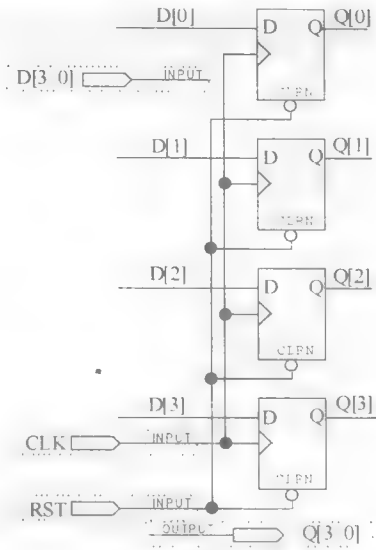 D[0] Q[0]
D Q
D[3 0] INPUT
CLRN
D[1] Q[1]
D Q
CLRN
D[2] Q[2]
D Q
CLRN
D[3] Q[3]
D Q
CLK INPUT
CLRN
RST INPUT
OUTPUT Q[3 0]